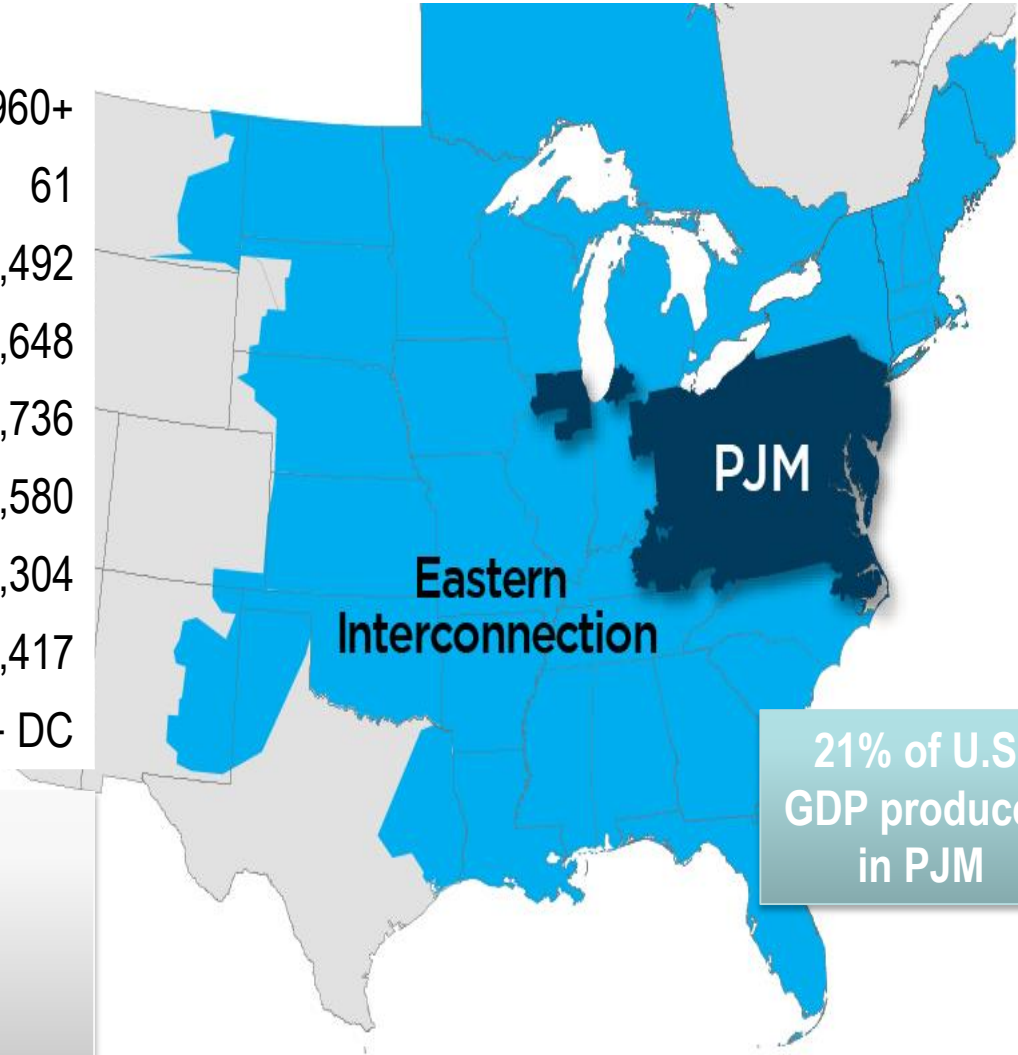 960+
61
,492
,648
,736
,580
,304
,417
DC
PJM
Eastern
Interconnection
21% of U.S
GDP produce
in PJM